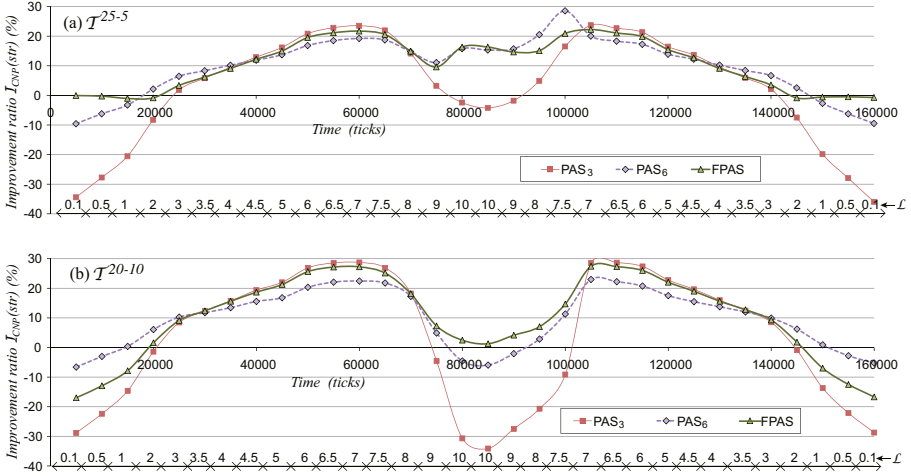 (a) 𝒯²⁵⁻⁵
Improvement ratio I_CNP(str) (%)
30
20
10
0
-10
-20
-30
-40
0 20000 40000 60000 80000 100000 120000 140000 160000
Time (ticks)
PAS₃ PAS₆ FPAS
0.1 0.5 1 2 3 3.5 4 4.5 5 6 6.5 7 7.5 8 9 10 10 9 8 7.5 7 6.5 6 5 4.5 4 3.5 3 2 1 0.5 0.1 ℒ
(b) 𝒯²⁰⁻¹⁰
Improvement ratio I_CNP(str) (%)
30
20
10
0
-10
-20
-30
-40
0 20000 40000 60000 80000 100000 120000 140000 160000
Time (ticks)
PAS₃ PAS₆ FPAS
0.1 0.5 1 2 3 3.5 4 4.5 5 6 6.5 7 7.5 8 9 10 10 9 8 7.5 7 6.5 6 5 4.5 4 3.5 3 2 1 0.5 0.1 ℒ